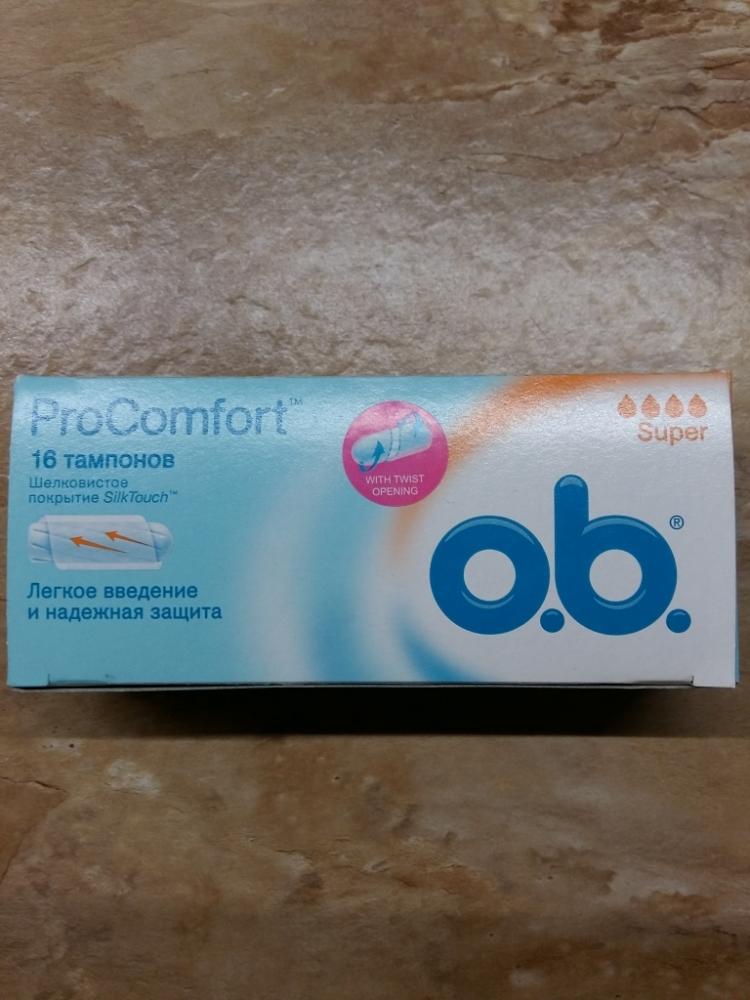 ProComfort™
16 тампонов
Шелковистое
покрытие SilkTouch™
Легкое введение
и надежная защита
WITH TWIST
OPENING
Super
o.b.®